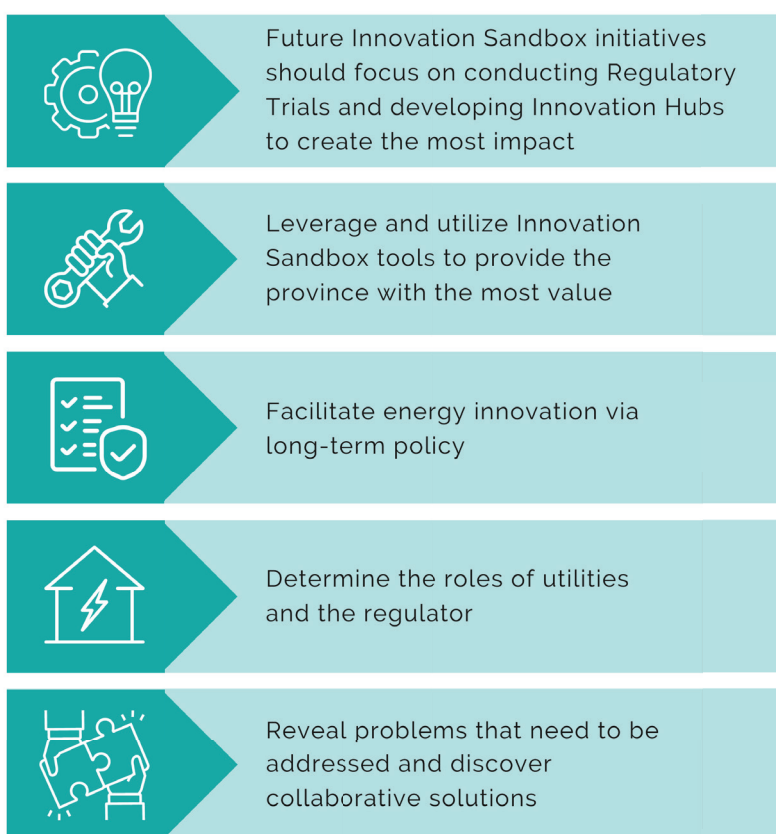 Future Innovation Sandbox initiatives
should focus on conducting Regulatory
Trials and developing Innovation Hubs
to create the most impact
Leverage and utilize Innovation
Sandbox tools to provide the
province with the most value
Facilitate energy innovation via
long-term policy
Determine the roles of utilities
and the regulator
Reveal problems that need to be
addressed and discover
collaborative solutions